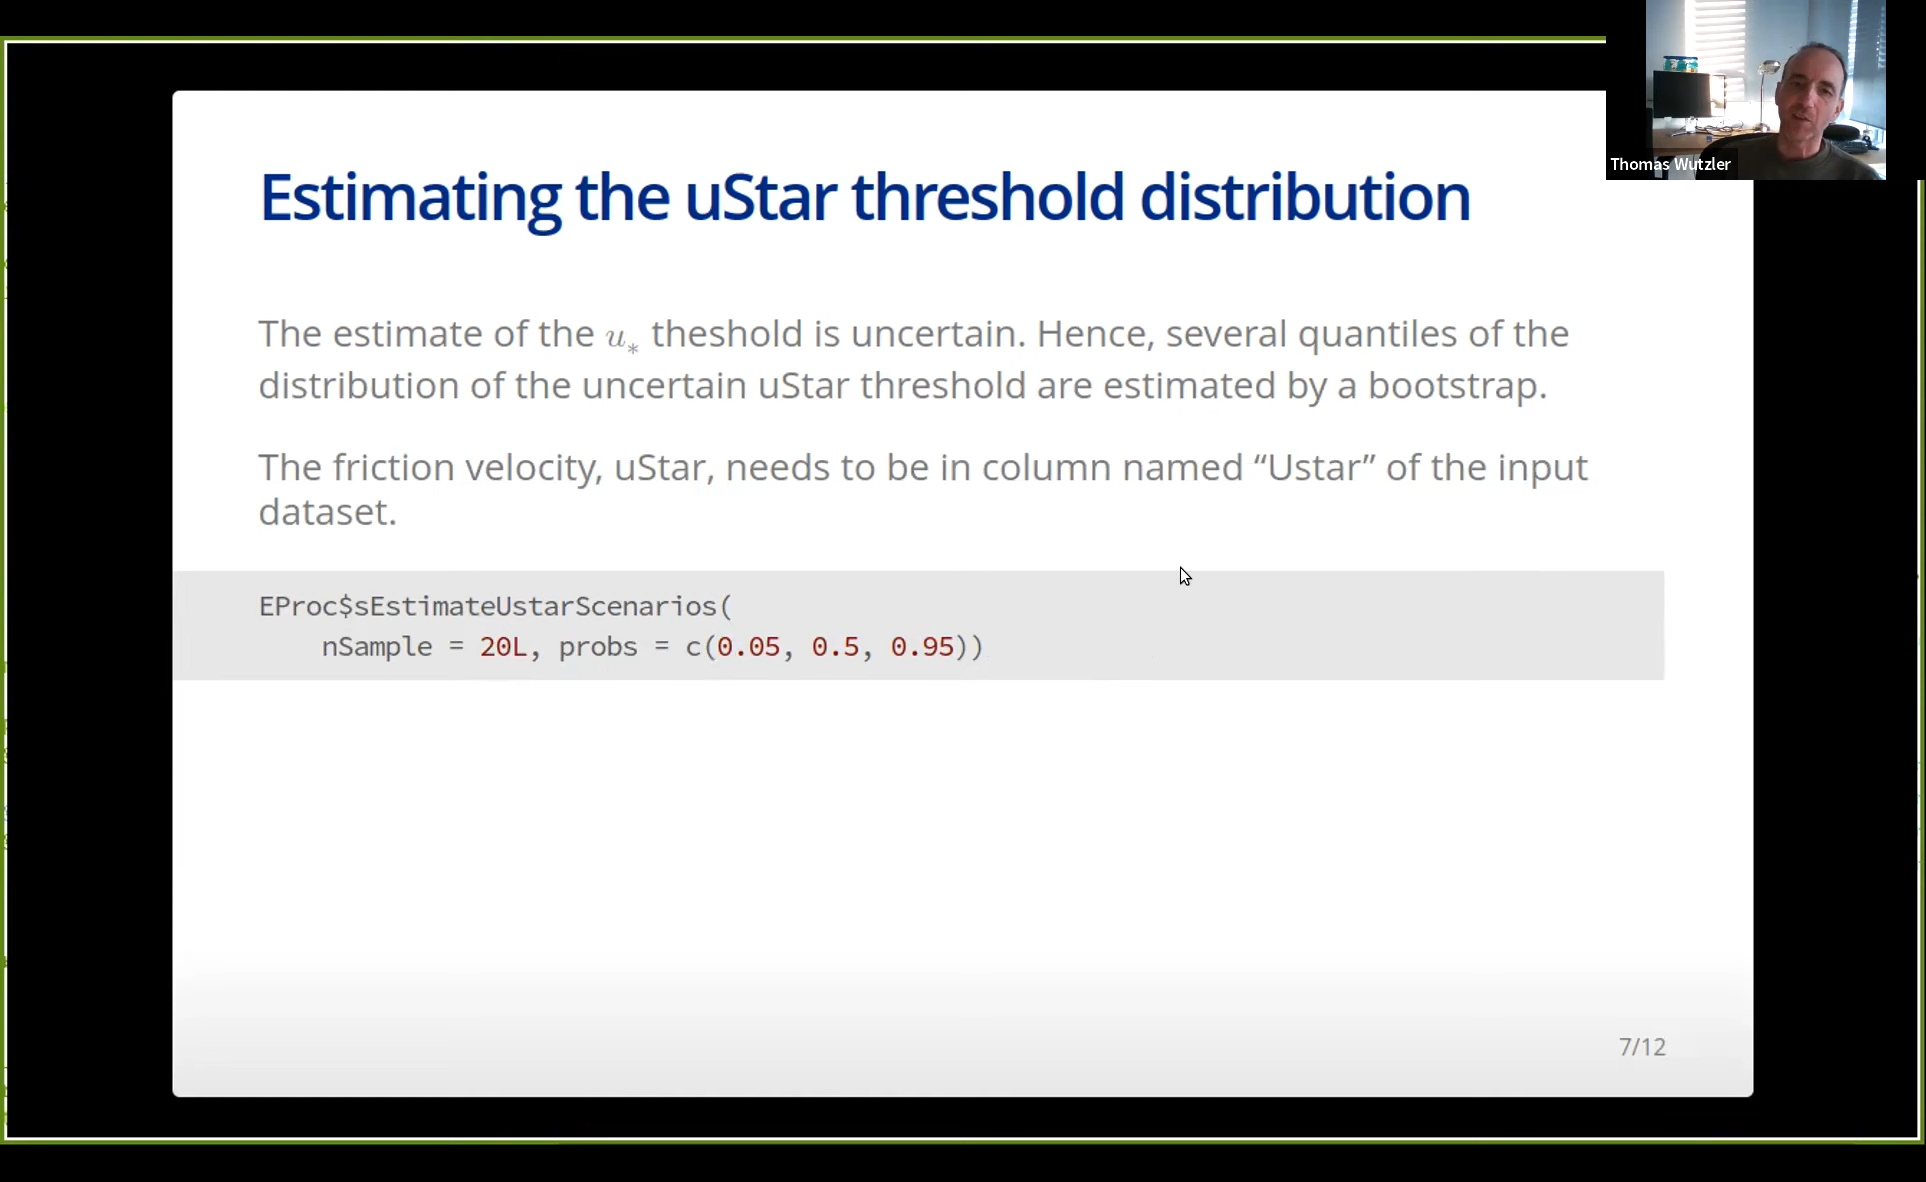 Thomas Wutzler
Estimating the uStar threshold distribution
The estimate of the u* theshold is uncertain. Hence, several quantiles of the
distribution of the uncertain uStar threshold are estimated by a bootstrap.
The friction velocity, uStar, needs to be in column named “Ustar” of the input
dataset.
EProc$sEstimateUstarScenarios(
nSample = 20L, probs = c(0.05, 0.5, 0.95))
7/12